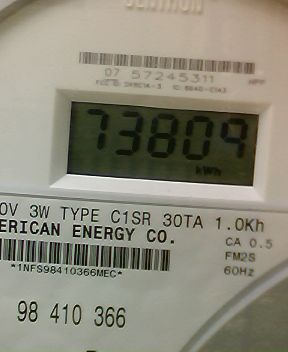 07 57245311
73809
kWh
0V 3W TYPE C1SR 30TA 1.0Kh
ERICAN ENERGY CO.
CA 0.5
*1NFS98410366MEC*
FM2S
60Hz
98 410 366